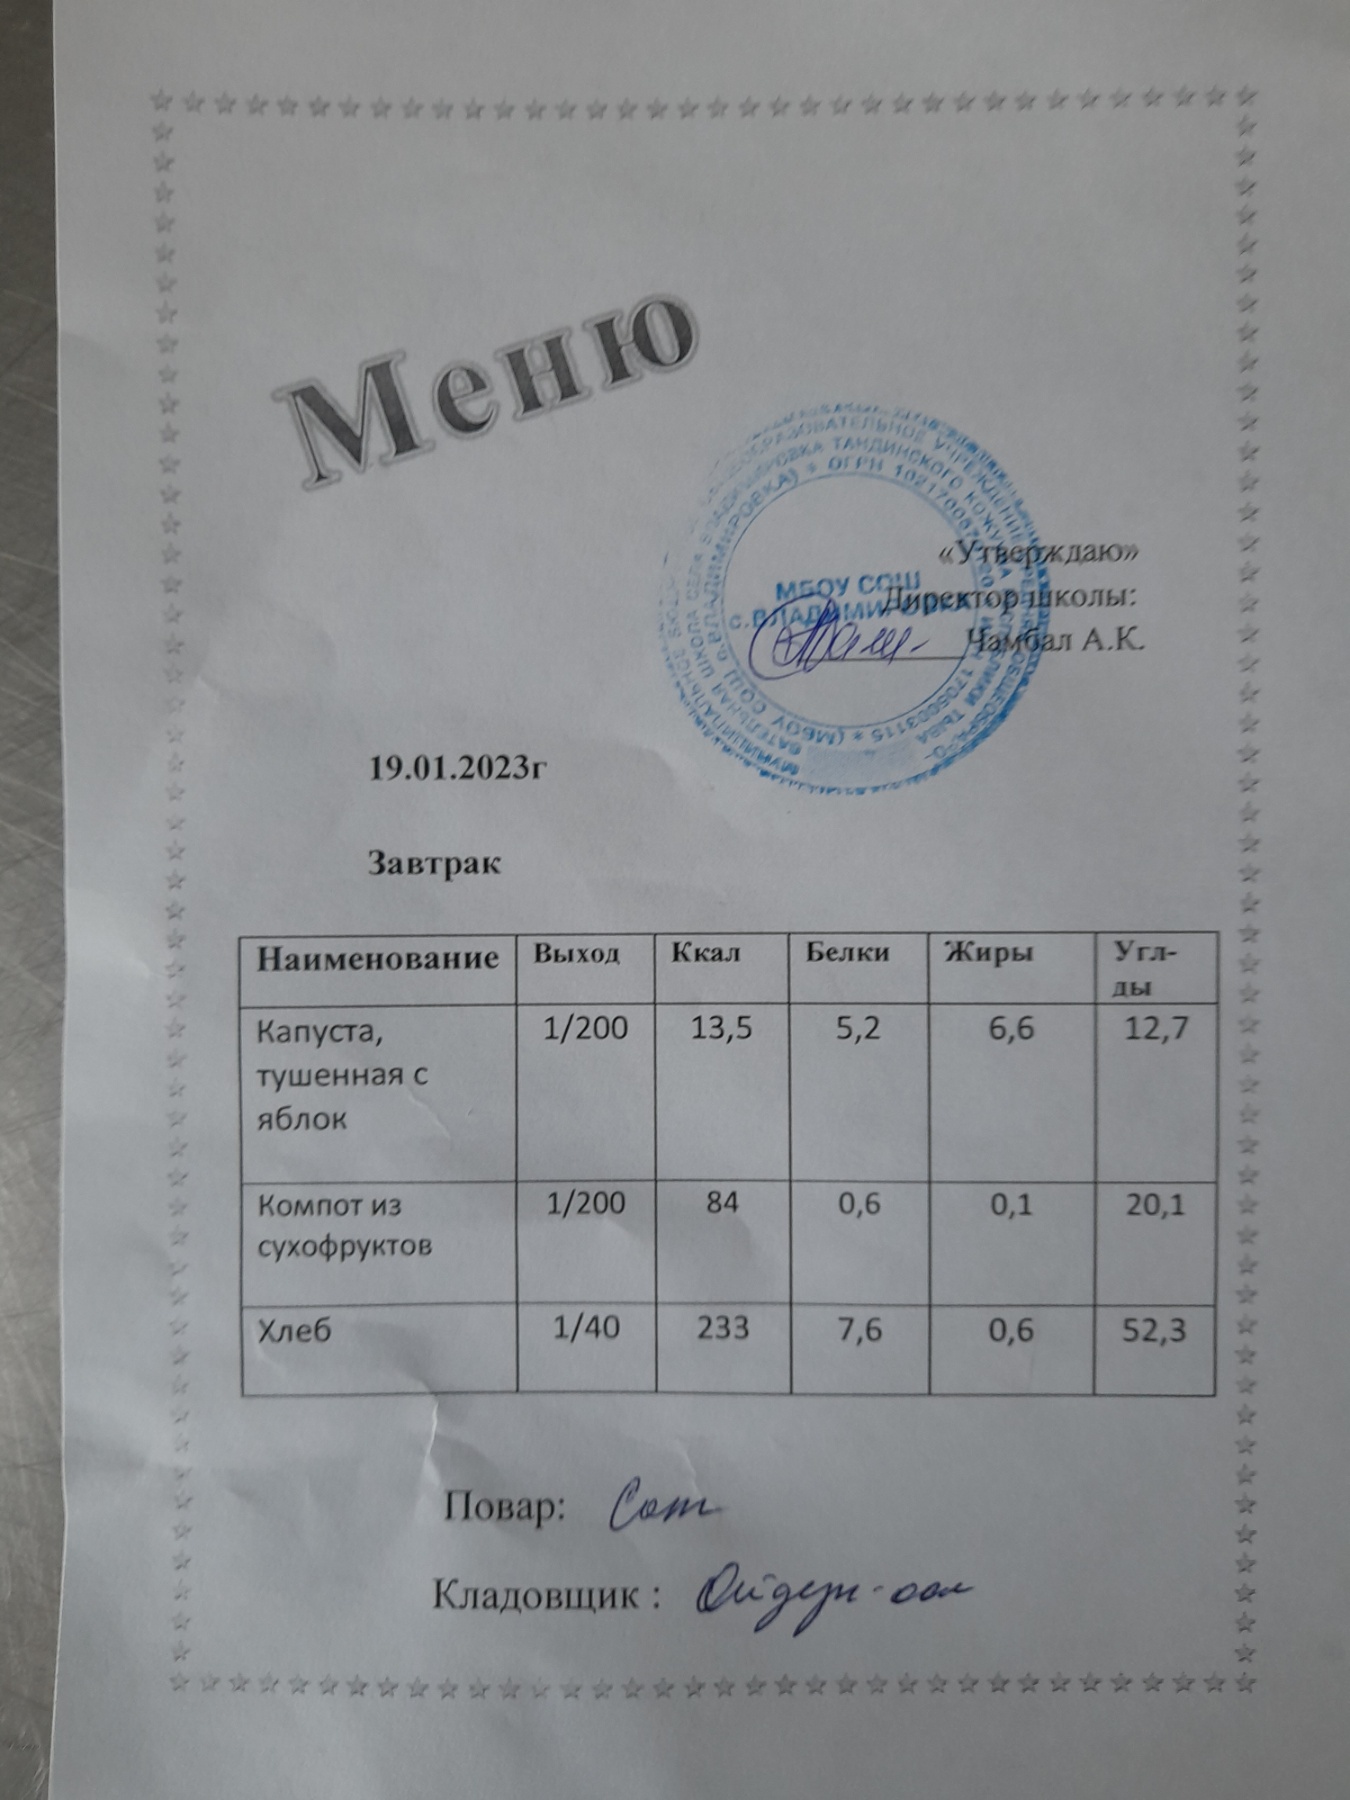 Меню
МБОУ СОШ
с.ВЛАДИМИРОВКА
«Утверждаю»
Директор школы:
Чамбал А.К.
19.01.2023г
Завтрак
Наименование Выход Ккал Белки Жиры Угл-
ды
Капуста, 1/200 13,5 5,2 6,6 12,7
тушенная с
яблок
Компот из 1/200 84 0,6 0,1 20,1
сухофруктов
Хлеб 1/40 233 7,6 0,6 52,3
Повар:
Кладовщик :